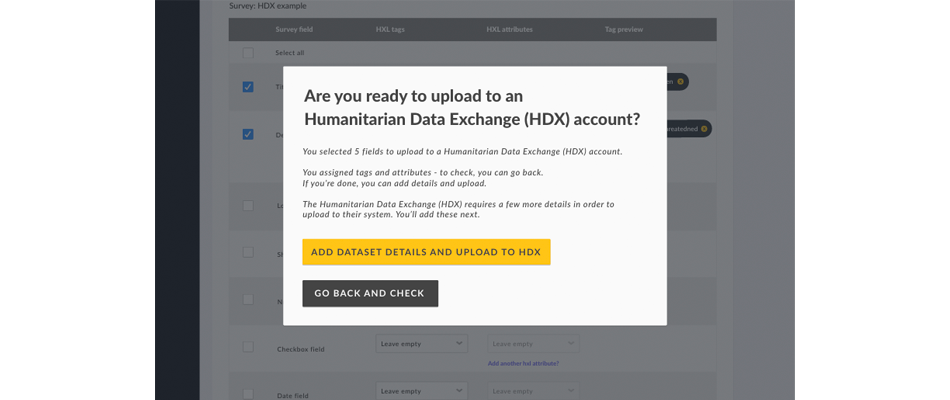 Survey: HDX example
Survey field HXL tags HXL attributes Tag preview
Select all
Are you ready to upload to an
Humanitarian Data Exchange (HDX) account?
You selected 5 fields to upload to a Humanitarian Data Exchange (HDX) account.
You assigned tags and attributes - to check, you can go back.
If you're done, you can add details and upload.
The Humanitarian Data Exchange (HDX) requires a few more details in order to
upload to their system. You'll add these next.
ADD DATASET DETAILS AND UPLOAD TO HDX
GO BACK AND CHECK
Checkbox field Leave empty Leave empty
Add another hxl attribute?
Date field Leave empty Leave empty